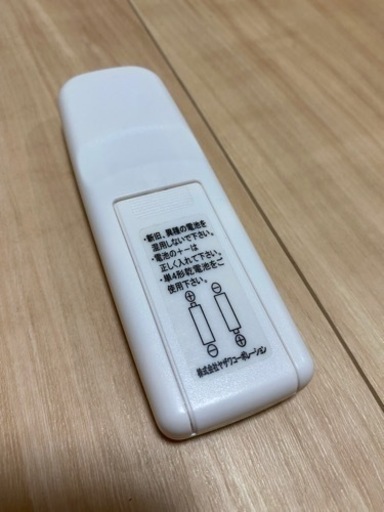 ・新旧、異種の電池を
混用しないで下さい。
・電池の＋－は
正しく入れて下さい。
・単4形乾電池をご
使用下さい。
⊕
⊖
⊖
⊕
株式会社ヤザワコーポレーション